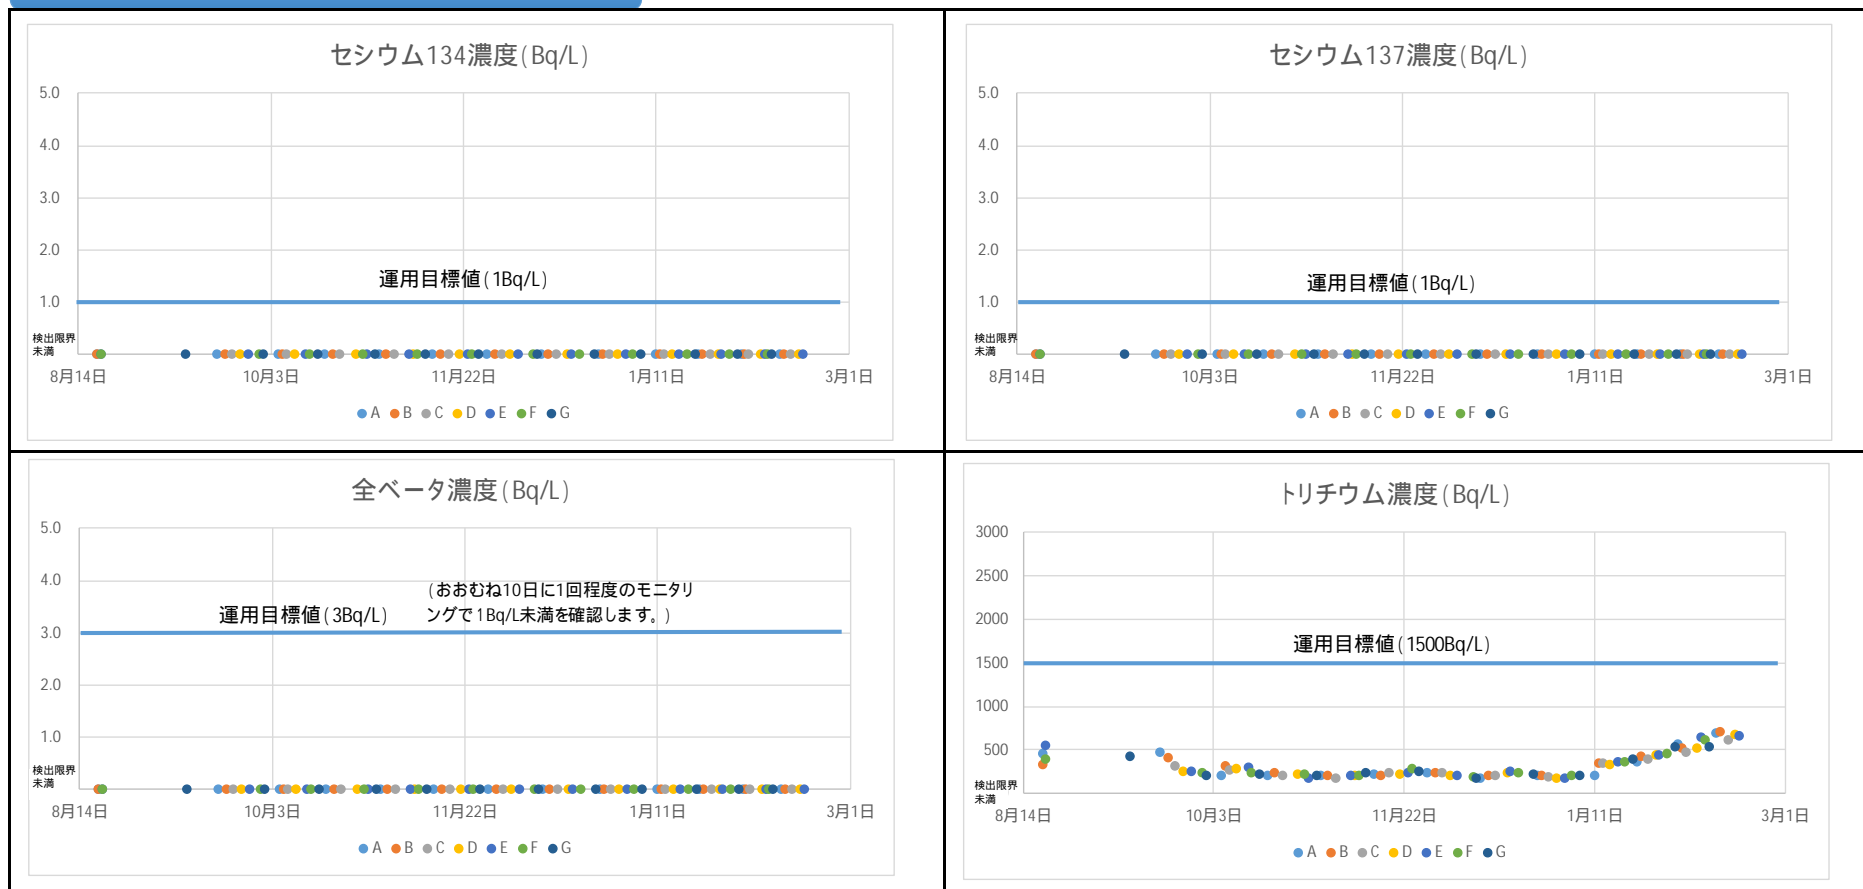 セシウム134濃度(Bq/L)
5.0
4.0
3.0
2.0
運用目標値(1Bq/L)
1.0
検出限界
未満
8月14日 10月3日 11月22日 1月11日 3月1日
A B C D E F G
セシウム137濃度(Bq/L)
5.0
4.0
3.0
2.0
運用目標値(1Bq/L)
1.0
検出限界
未満
8月14日 10月3日 11月22日 1月11日 3月1日
A B C D E F G
全ベータ濃度(Bq/L)
5.0
4.0
(おおむね10日に1回程度のモニタリ
運用目標値(3Bq/L) ングで1Bq/L未満を確認します。)
3.0
2.0
1.0
検出限界
未満
8月14日 10月3日 11月22日 1月11日 3月1日
A B C D E F G
トリチウム濃度(Bq/L)
3000
2500
2000
運用目標値(1500Bq/L)
1500
1000
500
検出限界
未満
8月14日 10月3日 11月22日 1月11日 3月1日
A B C D E F G